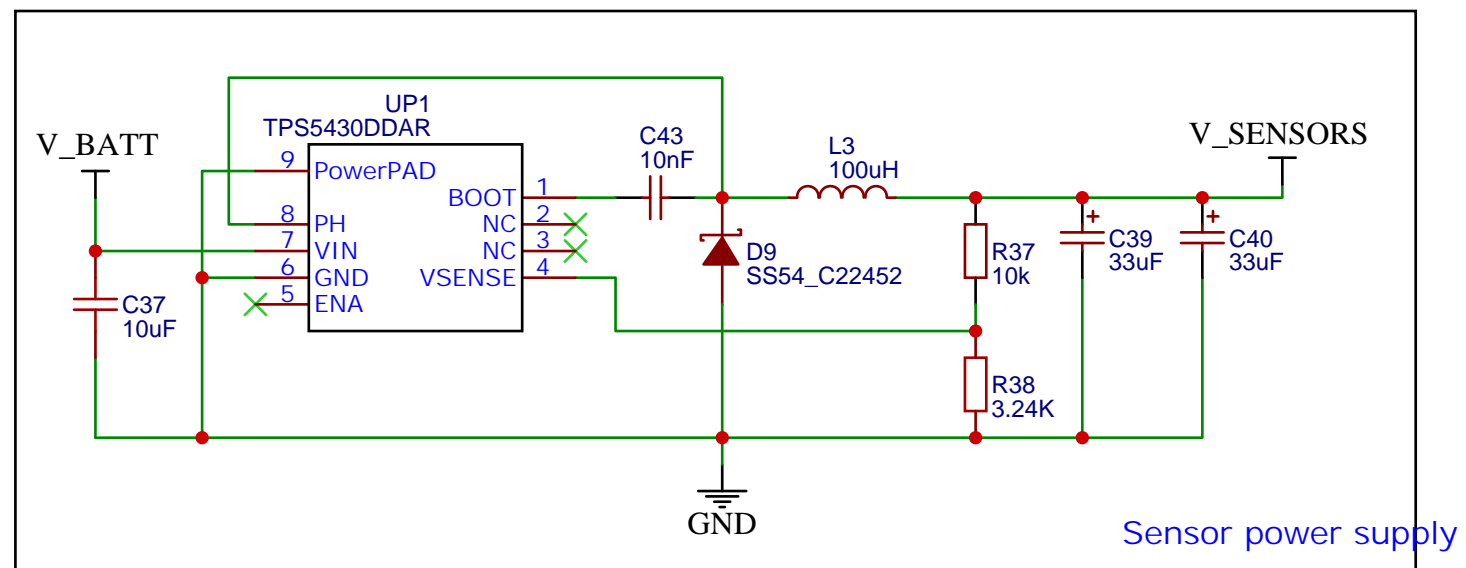 UP1
TPS5430DDAR
V_BATT
9 PowerPAD
8 PH
7 VIN
6 GND
5 ENA
BOOT 1
NC 2
NC 3
VSENSE 4
C37
10uF
C43
10nF
L3
100uH
V_SENSORS
D9
SS54_C22452
R37
10k
R38
3.24K
+
C39
33uF
+
C40
33uF
GND
Sensor power supply